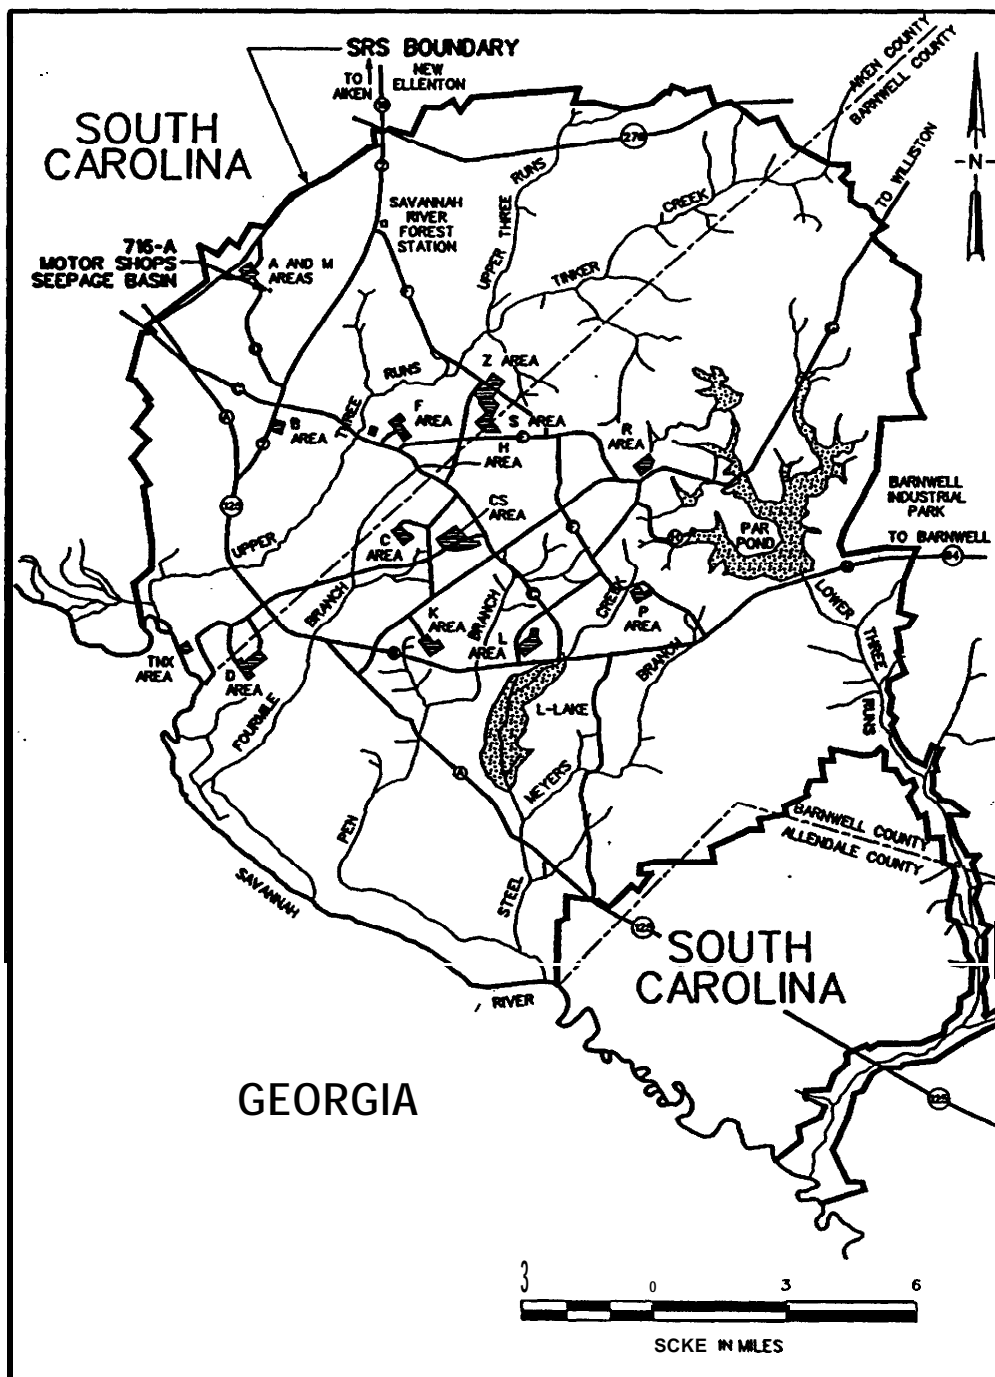 SRS BOUNDARY
TO
AIKEN
NEW
ELLENTON
AIKEN COUNTY
BARNWELL COUNTY
SOUTH
CAROLINA
278
N
TO WILLISTON
UPPER THREE RUNS
SAVANNAH
RIVER
FOREST
STATION
CREEK
TINKER
716-A
MOTOR SHOPS
SEEPAGE BASIN
A AND M
AREAS
Z AREA
RUNS
THREE
UPPER
F
AREA
S AREA
B
AREA
R
AREA
H
AREA
CS
AREA
C
AREA
125
BARNWELL
INDUSTRIAL
PARK
TO BARNWELL
PAR
POND
LOWER
THREE
RUNS
BRANCH
FOURMILE
K
AREA
BRANCH
PEN
L
AREA
CREEK
P
AREA
BRANCH
MEYERS
TNX
AREA
D
AREA
L-LAKE
STEEL
A
A
BARNWELL COUNTY
ALLENDALE COUNTY
SAVANNAH
RIVER
SOUTH
CAROLINA
GEORGIA
125
3 0 3 6
SCKE IN MILES